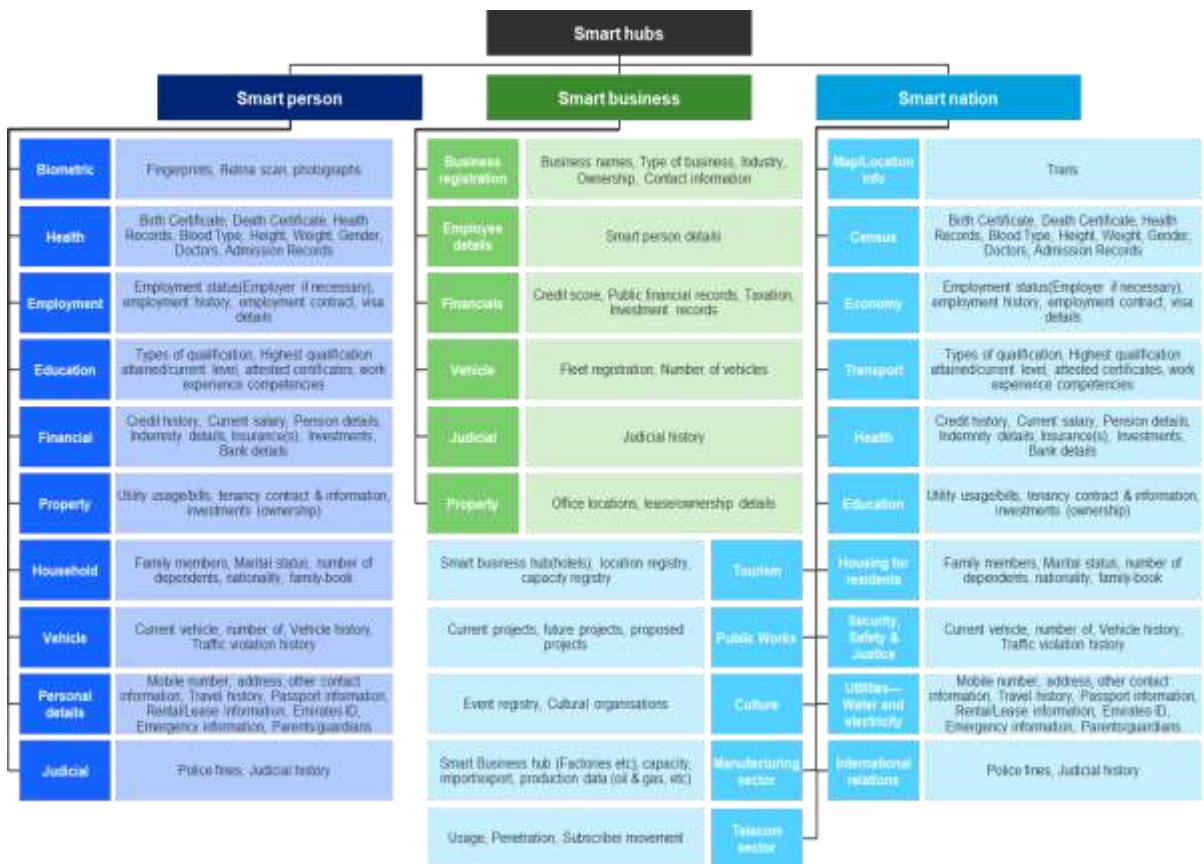 Smart hubs
Smart person
Smart business
Smart nation
Biometric
Fingerprints, Retina scan, photographs
Health
Birth Certificate, Death Certificate, Health
Records, Blood Type, Height, Weight, Gender,
Doctors, Admission Records
Employment
Employment status(Employer if necessary),
employment history, employment contract, visa
details
Education
Types of qualification, Highest qualification
attained/current level, attested certificates, work
experience competencies
Financial
Credit history, Current salary, Pension details,
Indemnity details, Insurance(s), Investments,
Bank details
Property
Utility usage/bills, tenancy contract & information,
investments (ownership)
Household
Family members, Marital status, number of
dependents, nationality, family-book
Vehicle
Current vehicle, number of, Vehicle history,
Traffic violation history
Personal
details
Mobile number, address, other contact
information, Travel history, Passport information,
Rental/Lease information, Emirates ID,
Emergency information, Parents/guardians
Judicial
Police fines, Judicial history
Business
registration
Business names, Type of business, Industry,
Ownership, Contact information
Employee
details
Smart person details
Financials
Credit score, Public financial records, Taxation,
Investment records
Vehicle
Fleet registration, Number of vehicles
Judicial
Judicial history
Property
Office locations, lease/ownership details
Smart business hub(hotels), location registry,
capacity registry
Tourism
Current projects, future projects, proposed
projects
Public Works
Event registry, Cultural organisations
Culture
Smart Business hub (Factories etc), capacity,
import/export, production data (oil & gas, etc)
Manufacturing
sector
Usage, Penetration, Subscriber movement
Telecom
sector
Map/Location
info
Trans
Census
Birth Certificate, Death Certificate, Health
Records, Blood Type, Height, Weight, Gender,
Doctors, Admission Records
Economy
Employment status(Employer if necessary),
employment history, employment contract, visa
details
Transport
Types of qualification, Highest qualification
attained/current level, attested certificates, work
experience competencies
Health
Credit history, Current salary, Pension details,
Indemnity details, Insurance(s), Investments,
Bank details
Education
Utility usage/bills, tenancy contract & information,
investments (ownership)
Housing for
residents
Family members, Marital status, number of
dependents, nationality, family-book
Security,
Safety &
Justice
Current vehicle, number of, Vehicle history,
Traffic violation history
Utilities—
Water and
electricity
Mobile number, address, other contact
information, Travel history, Passport information,
Rental/Lease information, Emirates ID,
Emergency information, Parents/guardians
International
relations
Police fines, Judicial history